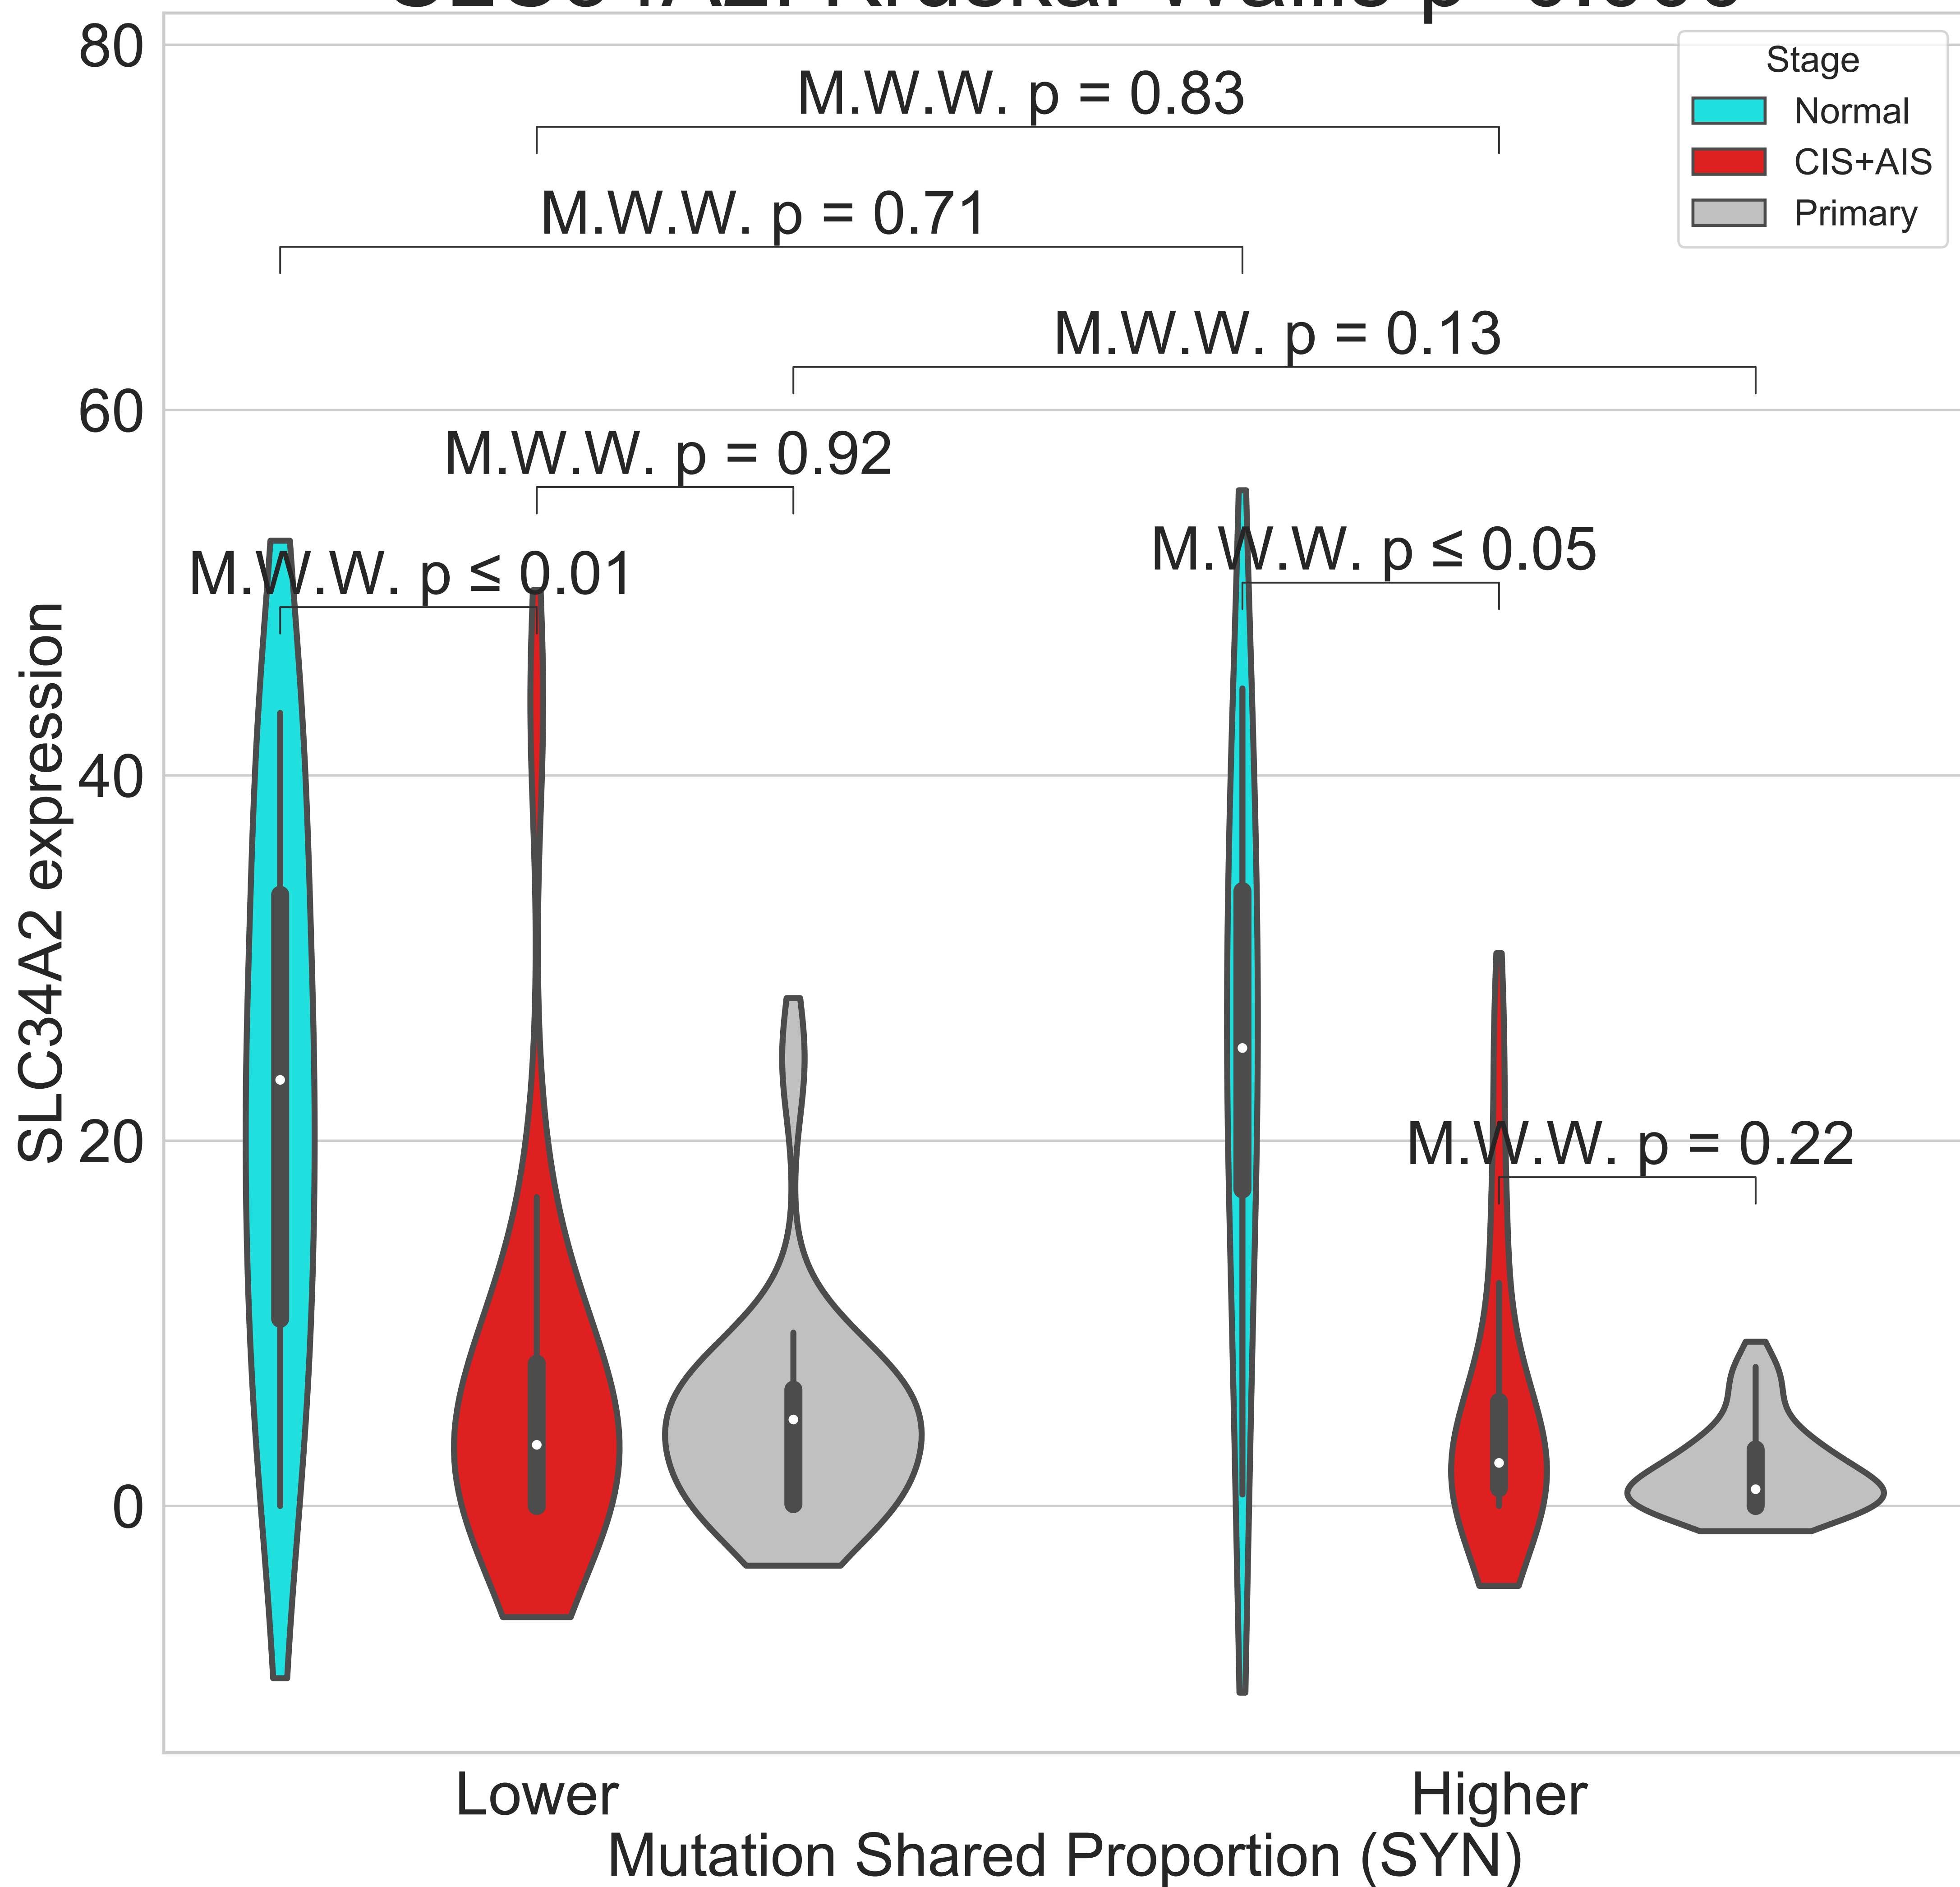 80
M.W.W. p = 0.83
Stage
Normal
CIS+AIS
Primary
M.W.W. p = 0.71
M.W.W. p = 0.13
60
M.W.W. p = 0.92
M.W.W. p ≤ 0.01
M.W.W. p ≤ 0.05
40
SLC34A2 expression
20
M.W.W. p = 0.22
0
Lower
Higher
Mutation Shared Proportion (SYN)